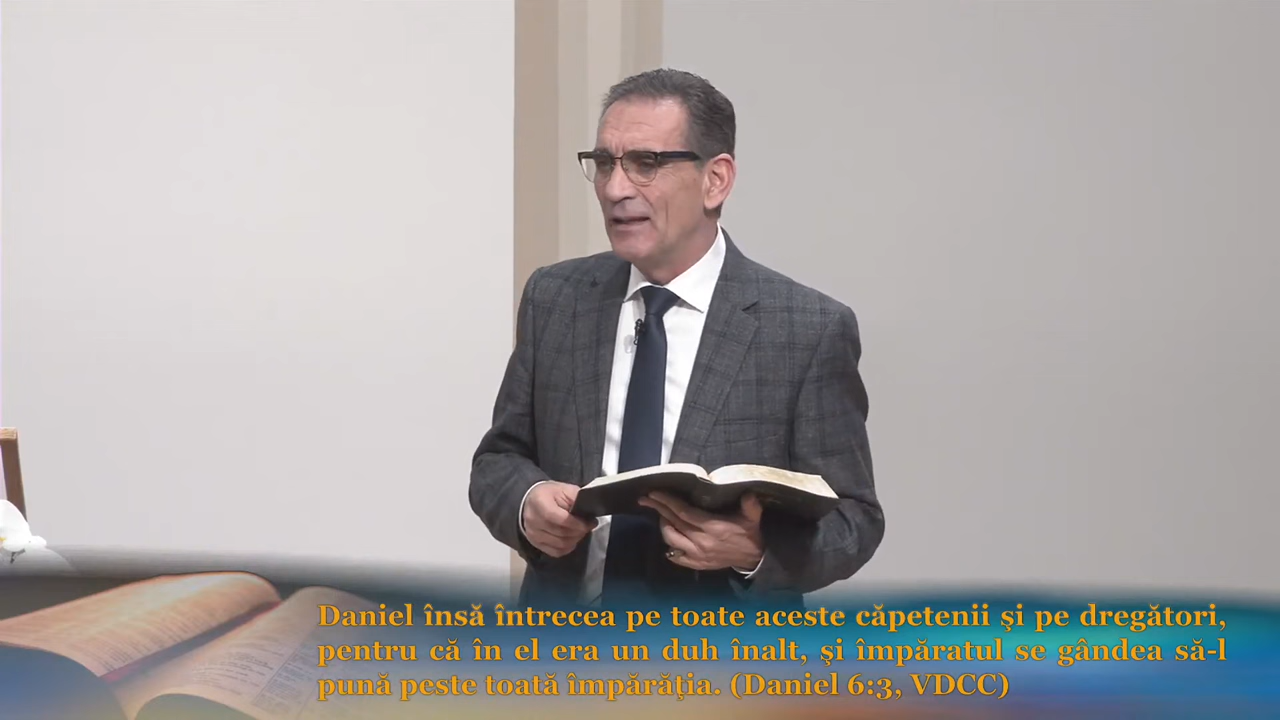 Daniel însă întrecea pe toate aceste căpetenii şi pe dregători,
pentru că în el era un duh înalt, şi împăratul se gândea să-l
pună peste toată împărăţia. (Daniel 6:3, VDCC)